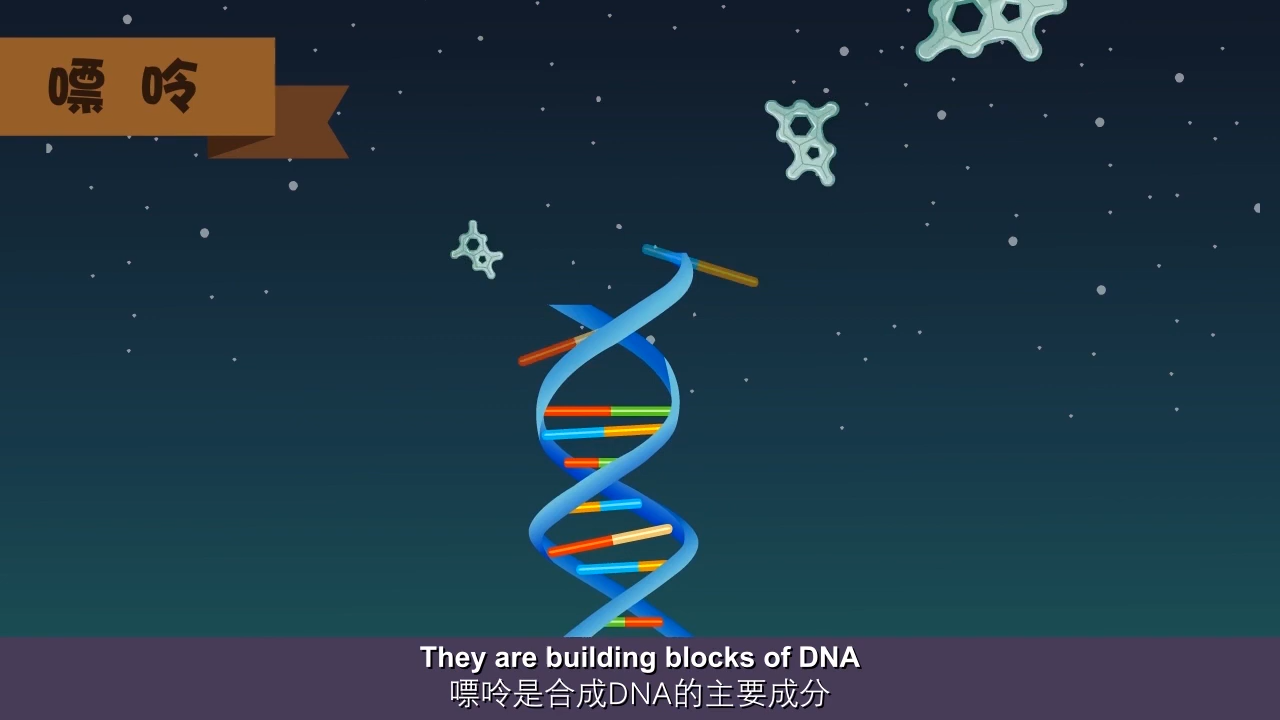 嘌 呤
They are building blocks of DNA
嘌呤是合成DNA的主要成分